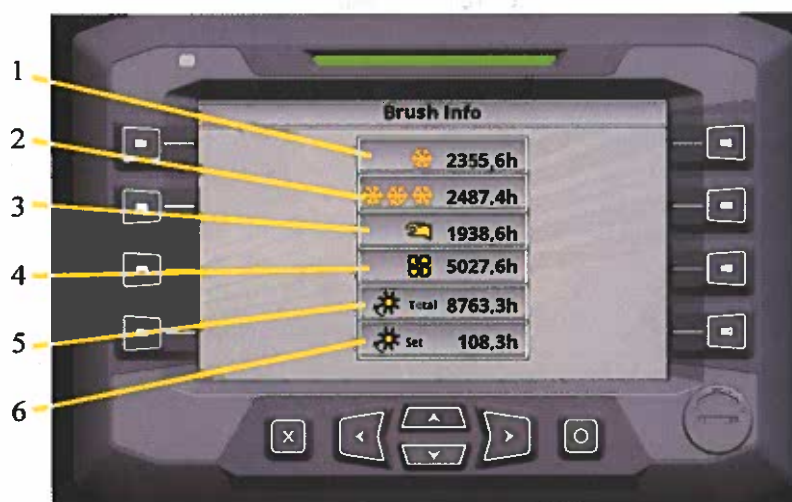 Brush Info
1
2355,6h
2
2487,4h
3
1938,6h
4
5027,6h
5
Total 8763,3h
6
Set 108,3h
X